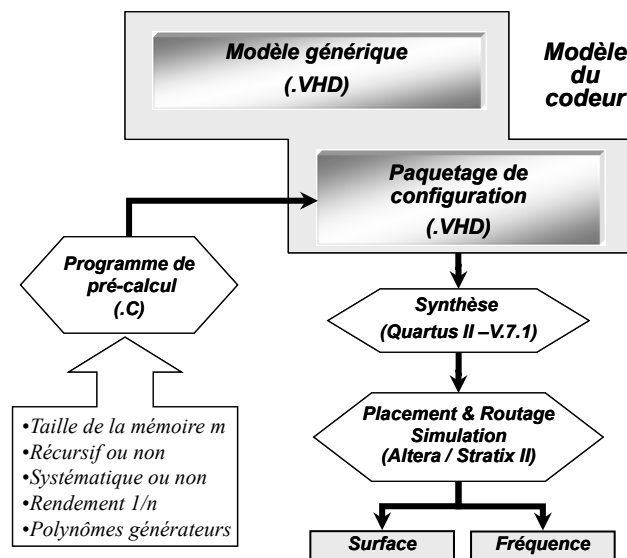 Modèle générique
(.VHD)
Modèle
du
codeur
Paquetage de
configuration
(.VHD)
Programme de
pré-calcul
(.C)
Synthèse
(Quartus II –V.7.1)
•Taille de la mémoire m
•Récursif ou non
•Systématique ou non
•Rendement 1/n
•Polynômes générateurs
Placement & Routage
Simulation
(Altera / Stratix II)
Surface
Fréquence